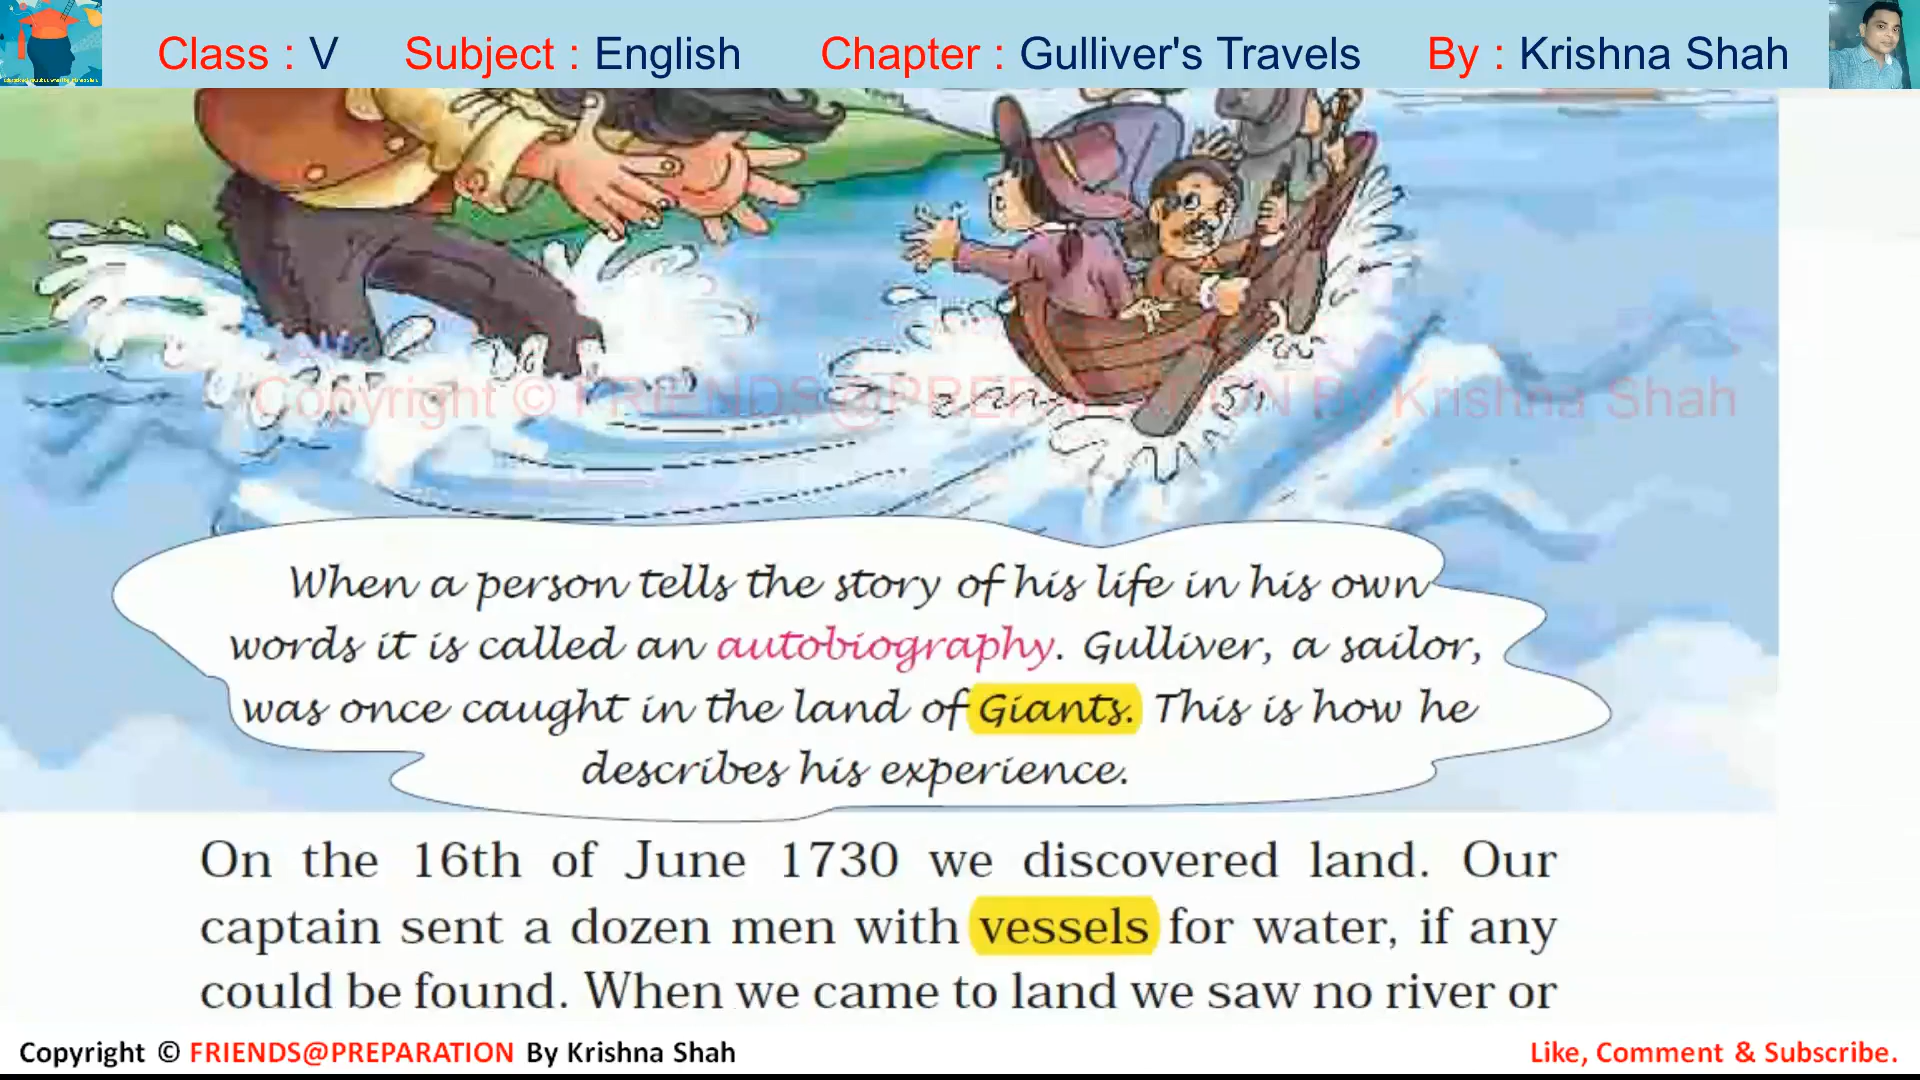 Class : V Subject : English Chapter : Gulliver's Travels By : Krishna Shah
Copyright © FRIENDS@PREPARATION By Krishna Shah
When a person tells the story of his life in his own
words it is called an autobiography. Gulliver, a sailor,
was once caught in the land of Giants. This is how he
describes his experience.
On the 16th of June 1730 we discovered land. Our
captain sent a dozen men with vessels for water, if any
could be found. When we came to land we saw no river or
Copyright © FRIENDS@PREPARATION By Krishna Shah
Like, Comment & Subscribe.